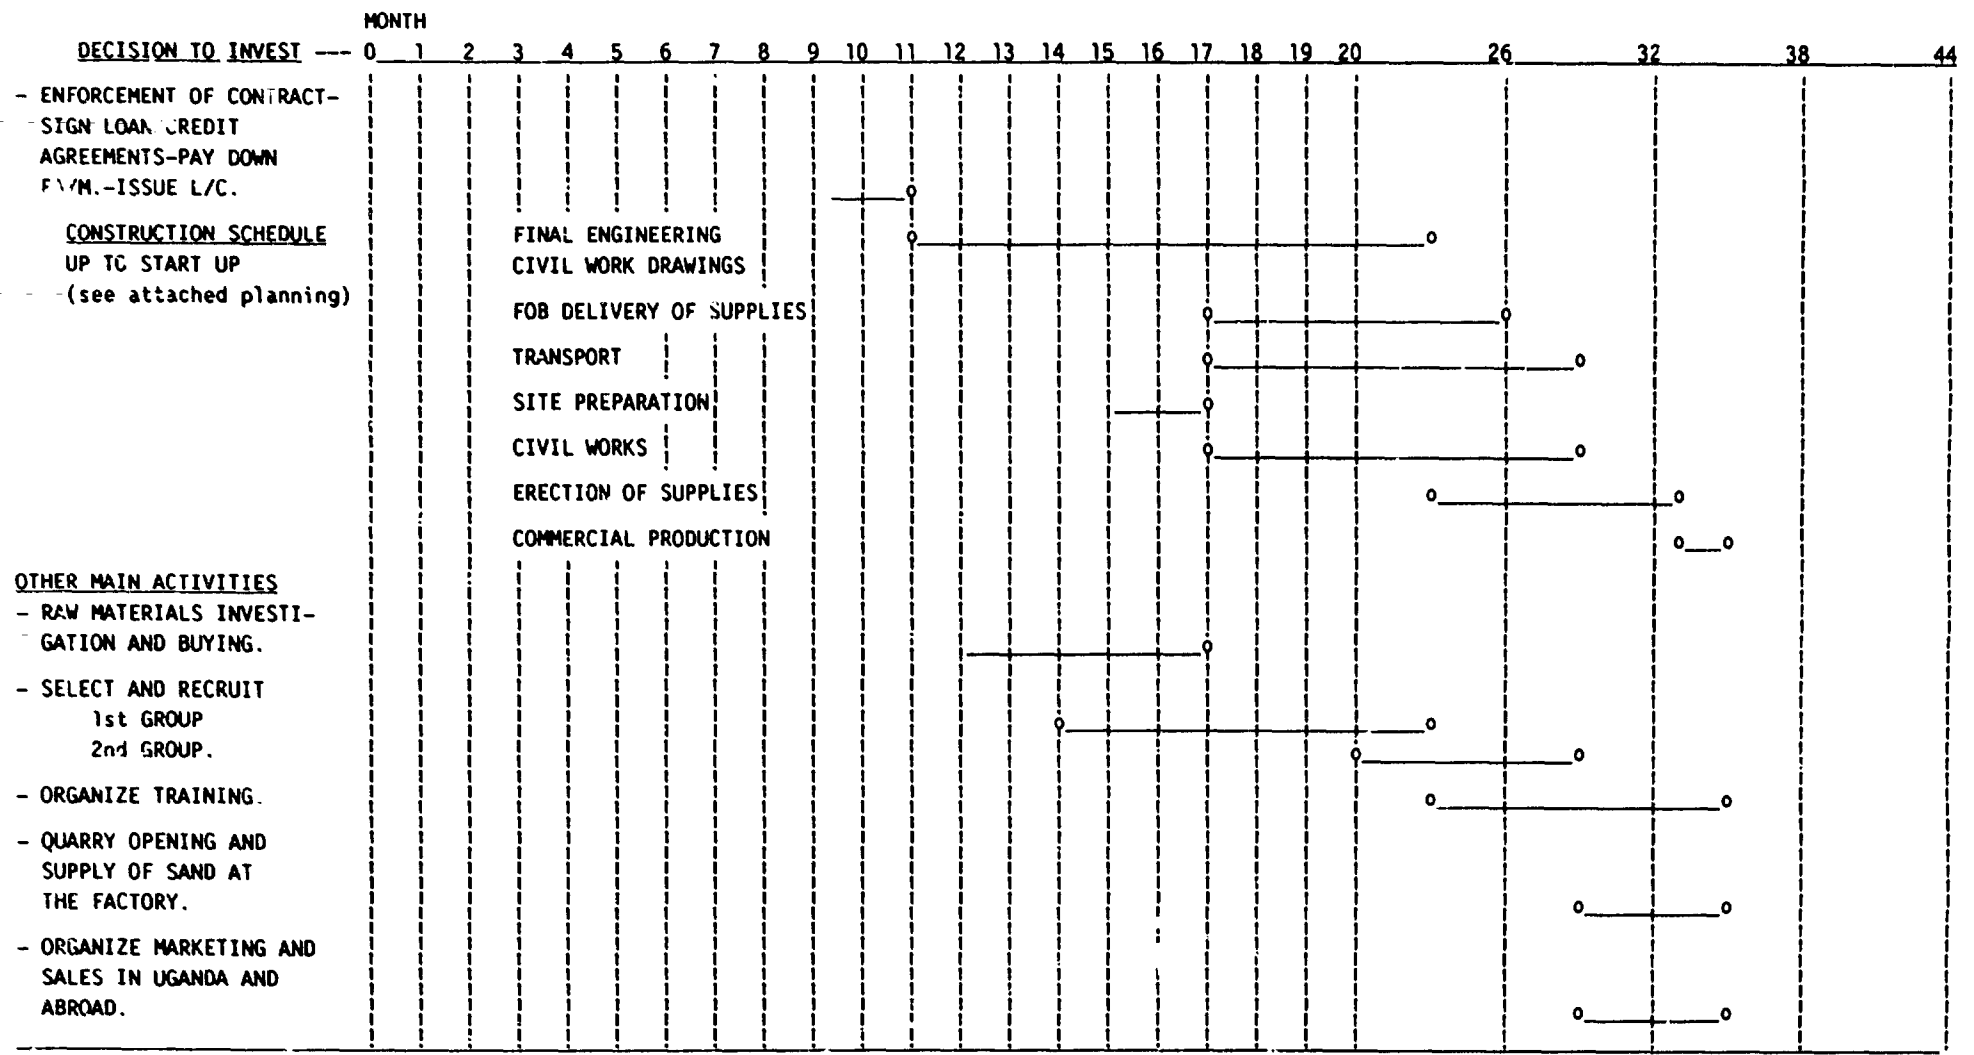 MONTH
DECISION TO INVEST --- 0 1 2 3 4 5 6 7 8 9 10 11 12 13 14 15 16 17 18 19 20 26 32 38 44
- ENFORCEMENT OF CONTRACT-
SIGN LOAN CREDIT
AGREEMENTS-PAY DOWN
-ISSUE L/C.
CONSTRUCTION SCHEDULE FINAL ENGINEERING
UP TO START UP CIVIL WORK DRAWINGS
(see attached planning)
FOB DELIVERY OF SUPPLIES
TRANSPORT
SITE PREPARATION
CIVIL WORKS
ERECTION OF SUPPLIES
COMMERCIAL PRODUCTION
OTHER MAIN ACTIVITIES
- RAW MATERIALS INVESTI-
GATION AND BUYING.
- SELECT AND RECRUIT
1st GROUP
2nd GROUP.
- ORGANIZE TRAINING.
- QUARRY OPENING AND
SUPPLY OF SAND AT
THE FACTORY.
- ORGANIZE MARKETING AND
SALES IN UGANDA AND
ABROAD.